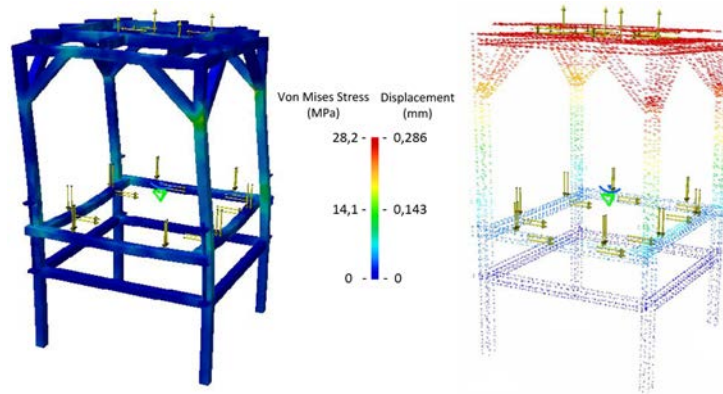 Von Mises Stress Displacement
(MPa) (mm)
28,2 - - 0,286
14,1 - - 0,143
0 - - 0